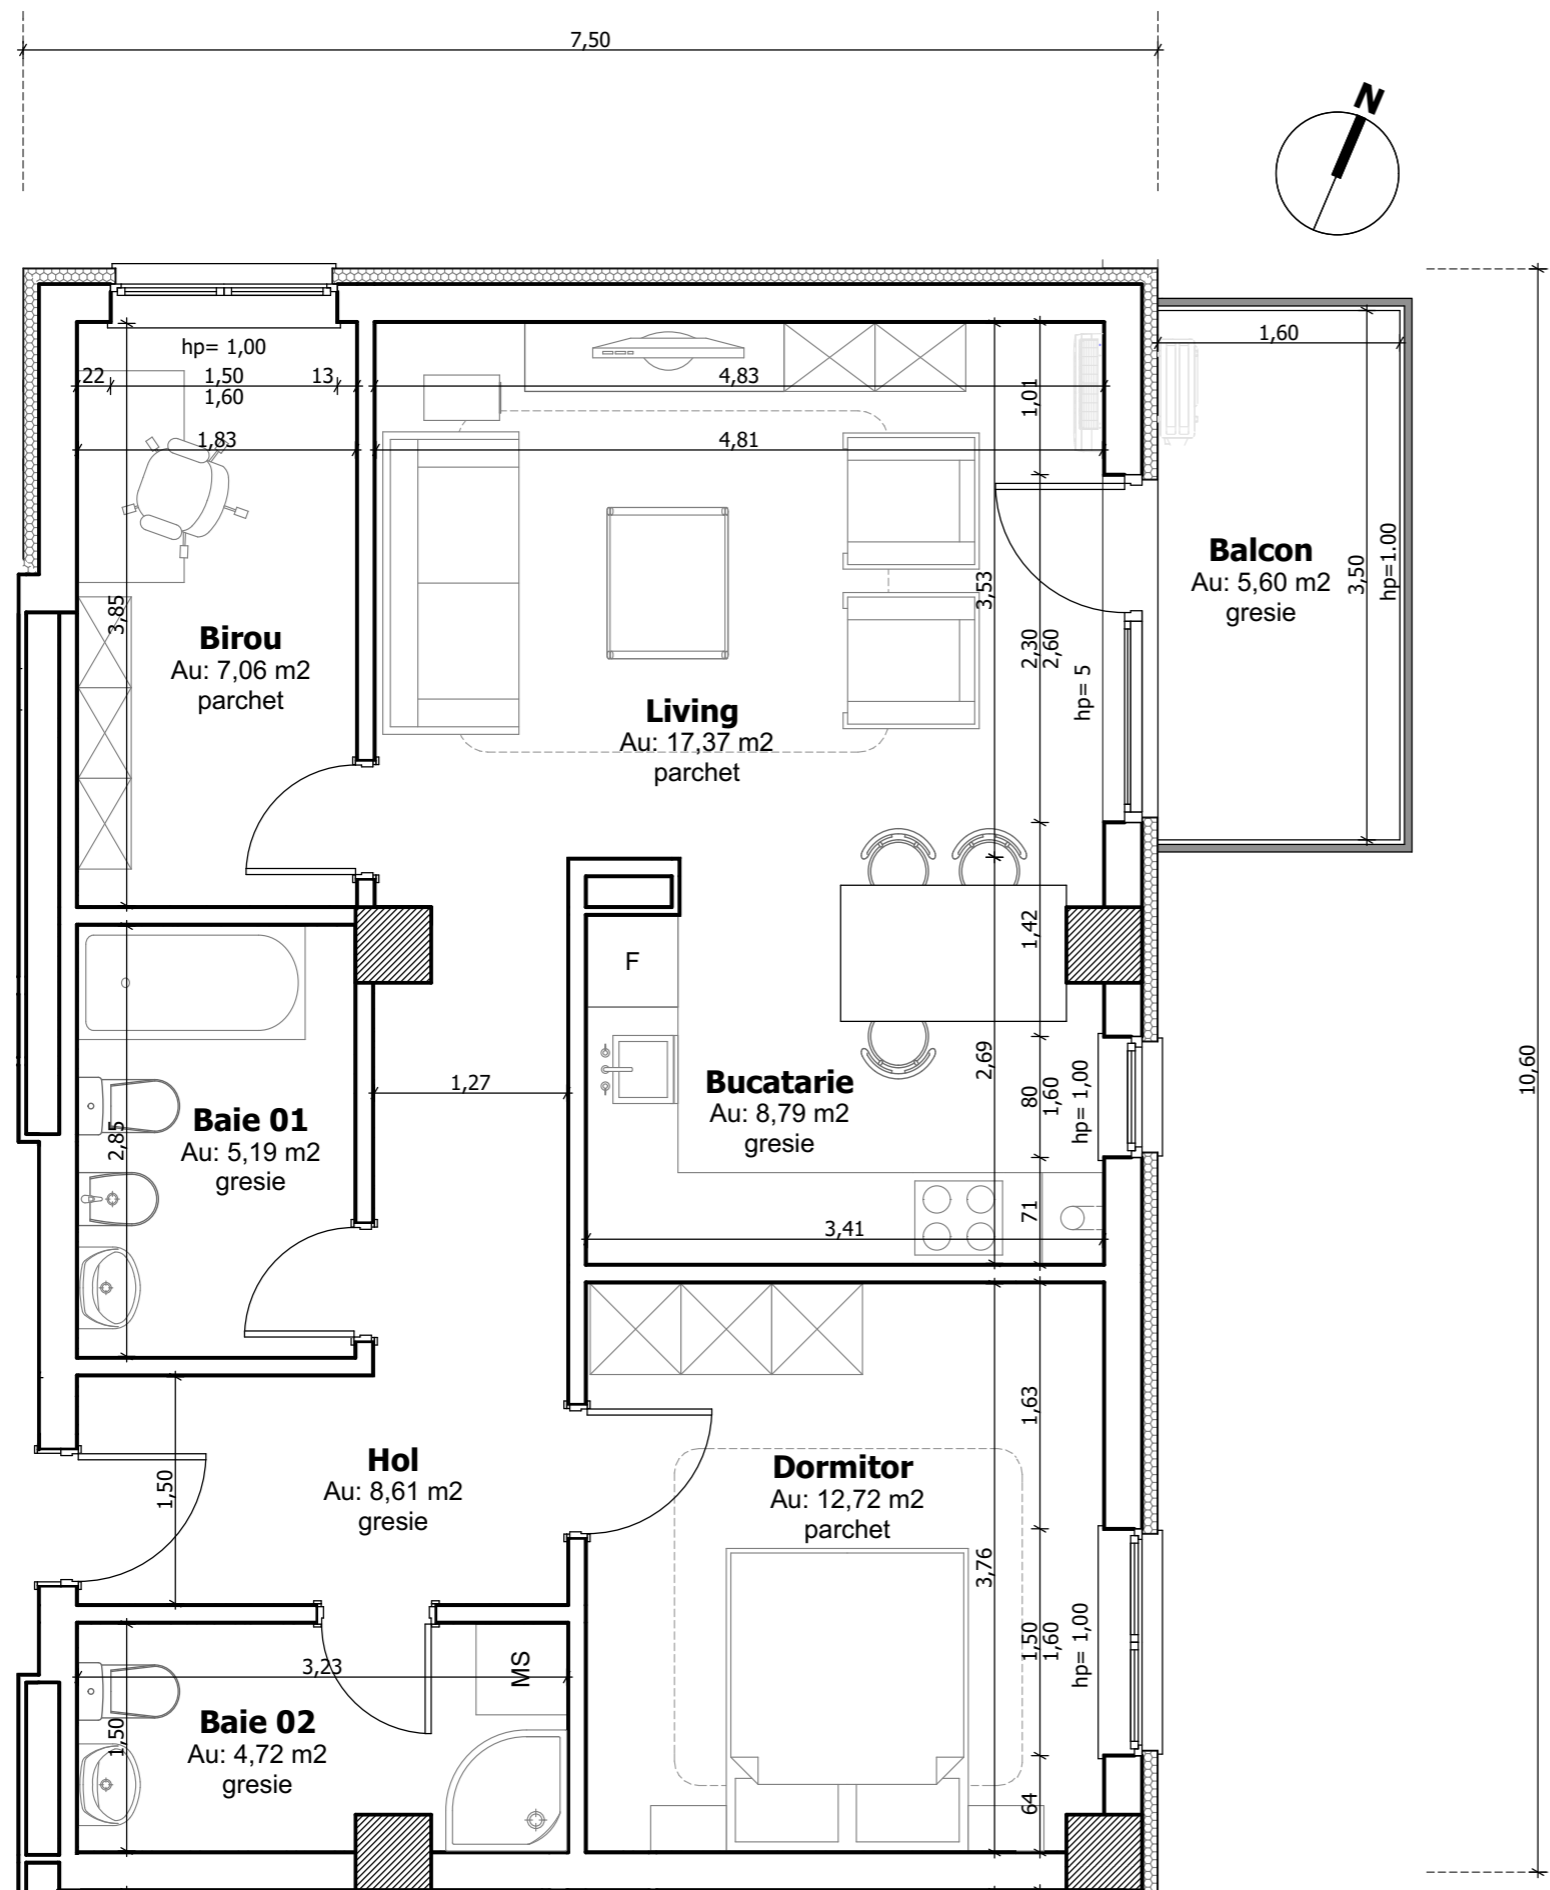 7,50
N
hp= 1,00
22
1,50
13
1,60
1,83
4,83
4,81
1,01
1,60
Balcon
Au: 5,60 m2
gresie
3,50
hp=1.00
3,85
Birou
Au: 7,06 m2
parchet
Living
Au: 17,37 m2
parchet
3,53
2,30
2,60
hp= 5
F
1,42
2,69
10,60
1,27
Bucatarie
Au: 8,79 m2
gresie
80
1,60
hp= 1,00
Baie 01
Au: 5,19 m2
gresie
2,85
71
3,41
1,63
Hol
Au: 8,61 m2
gresie
1,50
Dormitor
Au: 12,72 m2
parchet
3,76
1,50
1,60
hp= 1,00
3,23
MS
Baie 02
Au: 4,72 m2
gresie
1,50
64